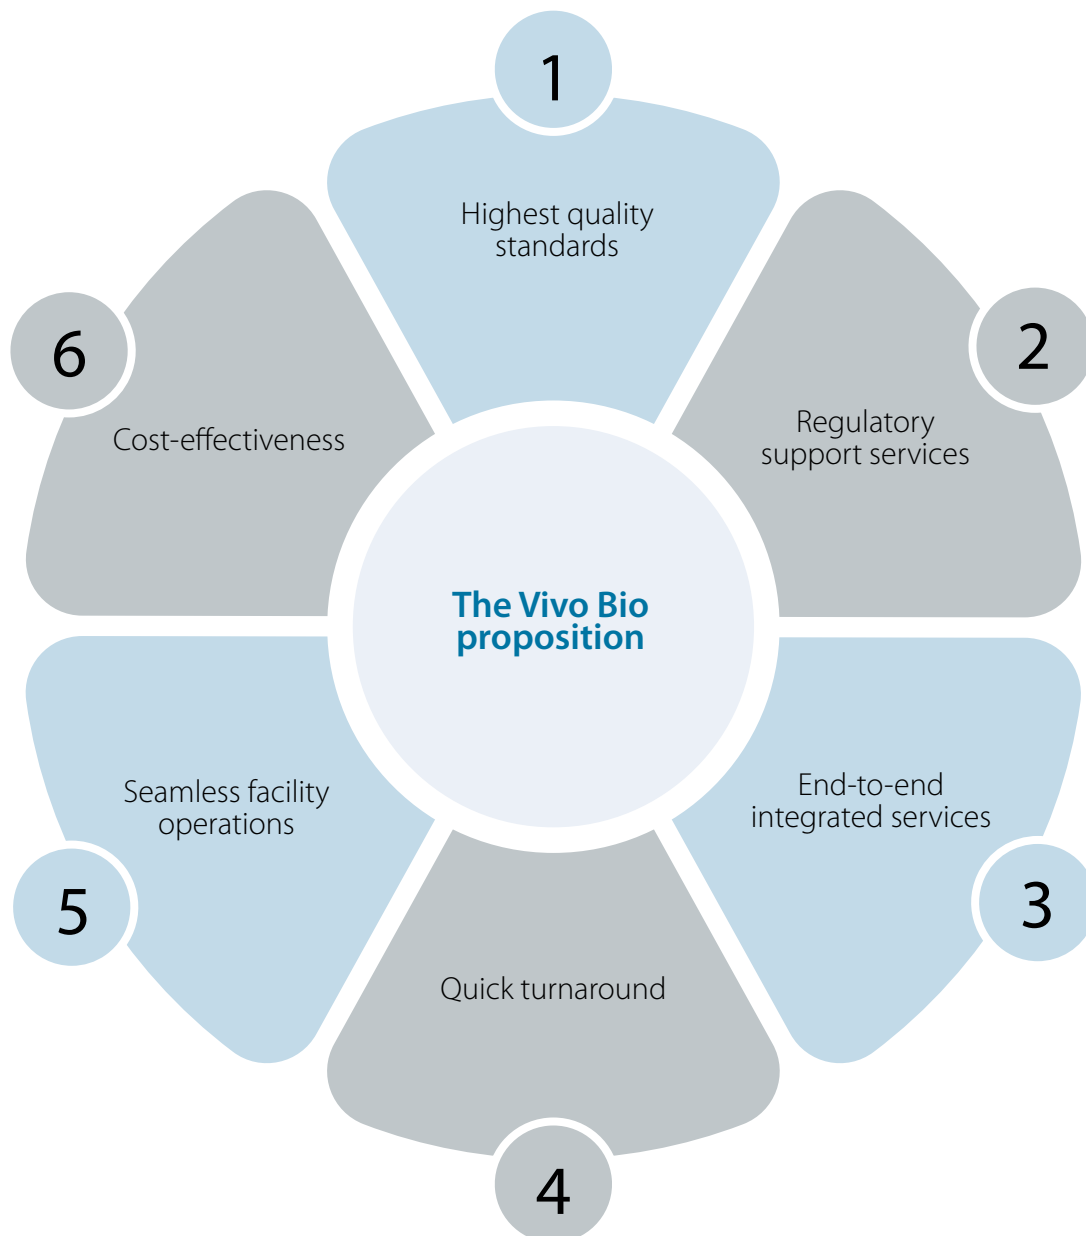 1
Highest quality
standards
2
Regulatory
support services
3
End-to-end
integrated services
4
Quick turnaround
5
Seamless facility
operations
6
Cost-effectiveness
The Vivo Bio
proposition